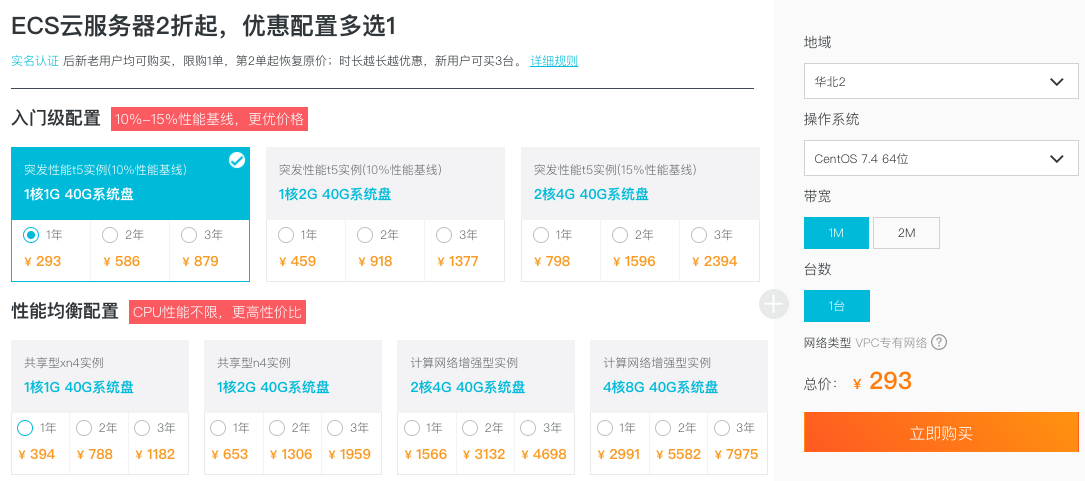 ECS云服务器2折起，优惠配置多选1
实名认证 后新老用户均可购买，限购1单，第2单起恢复原价；时长越长越优惠，新用户可买3台。 详细规则
入门级配置 10%-15%性能基线，更优价格
突发性能t5实例(10%性能基线)
1核1G 40G系统盘
1年 2年 3年
¥ 293 ¥ 586 ¥ 879
突发性能t5实例(10%性能基线)
1核2G 40G系统盘
1年 2年 3年
¥ 459 ¥ 918 ¥ 1377
突发性能t5实例(15%性能基线)
2核4G 40G系统盘
1年 2年 3年
¥ 798 ¥ 1596 ¥ 2394
性能均衡配置 CPU性能不限，更高性价比
共享型xn4实例
1核1G 40G系统盘
1年 2年 3年
¥ 394 ¥ 788 ¥ 1182
共享型n4实例
1核2G 40G系统盘
1年 2年 3年
¥ 653 ¥ 1306 ¥ 1959
计算网络增强型实例
2核4G 40G系统盘
1年 2年 3年
¥ 1566 ¥ 3132 ¥ 4698
计算网络增强型实例
4核8G 40G系统盘
1年 2年 3年
¥ 2991 ¥ 5582 ¥ 7975
地域
华北2
操作系统
CentOS 7.4 64位
带宽
1M 2M
台数
1台
网络类型 VPC专有网络 ?
总价： ¥ 293
立即购买